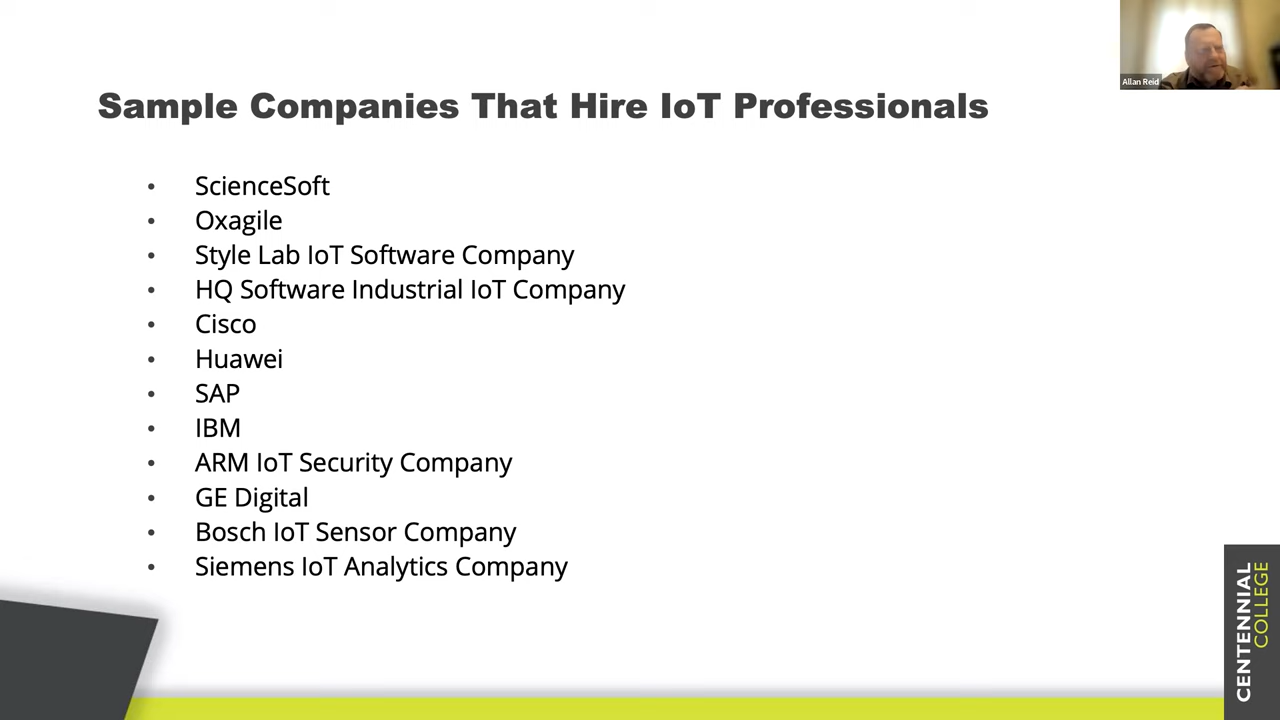 Allan Reid
Sample Companies That Hire IoT Professionals
• ScienceSoft
• Oxagile
• Style Lab IoT Software Company
• HQ Software Industrial IoT Company
• Cisco
• Huawei
• SAP
• IBM
• ARM IoT Security Company
• GE Digital
• Bosch IoT Sensor Company
• Siemens IoT Analytics Company
CENTENNIAL
COLLEGE